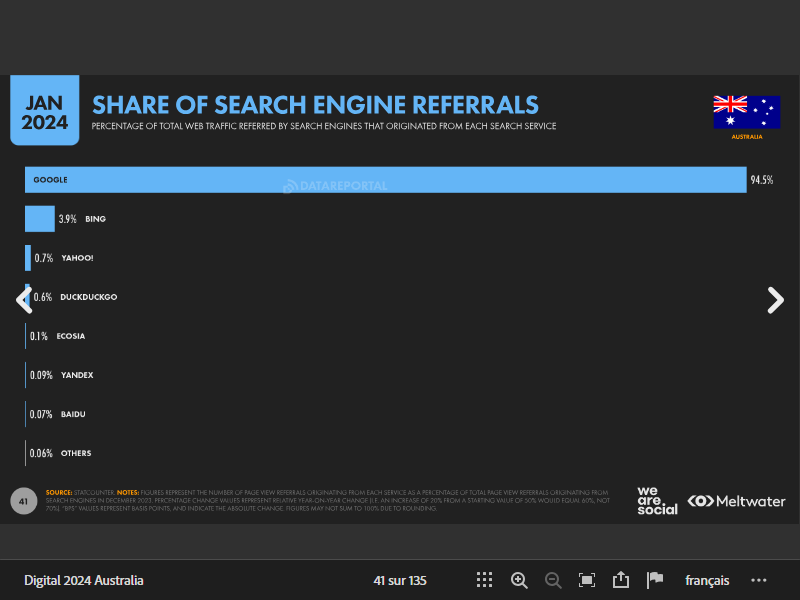 JAN
2024
SHARE OF SEARCH ENGINE REFERRALS
PERCENTAGE OF TOTAL WEB TRAFFIC REFERRED BY SEARCH ENGINES THAT ORIGINATED FROM EACH SEARCH SERVICE
AUSTRALIA
GOOGLE 94.5%
DATAREPORTAL
3.9% BING
0.7% YAHOO!
0.6% DUCKDUCKGO
0.1% ECOSIA
0.09% YANDEX
0.07% BAIDU
0.06% OTHERS
41
SOURCE: STATCOUNTER. NOTES: FIGURES REPRESENT THE NUMBER OF PAGE VIEW REFERRALS ORIGINATING FROM EACH SERVICE AS A PERCENTAGE OF TOTAL PAGE VIEW REFERRALS ORIGINATING FROM
SEARCH ENGINES IN DECEMBER 2023. PERCENTAGE CHANGE VALUES REPRESENT RELATIVE YEAR-ON-YEAR CHANGE (I.E. AN INCREASE OF 20% FROM A STARTING VALUE OF 50% WOULD EQUAL 60%, NOT
70%). "BPS" VALUES REPRESENT BASIS POINTS, AND INDICATE THE ABSOLUTE CHANGE. FIGURES MAY NOT SUM TO 100% DUE TO ROUNDING.
we
are.
social
Meltwater
Digital 2024 Australia
41 sur 135
français